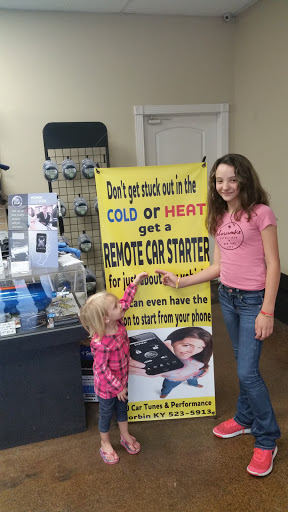 Don't get stuck out in the
COLD or HEAT
get a
REMOTE CAR STARTER
for just about
can even have the
on to start from your phone
Car Tunes & Performance
orbin KY 523-5913